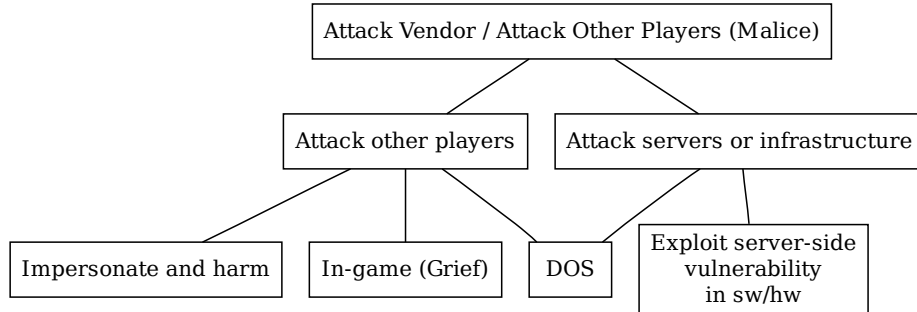 Attack Vendor / Attack Other Players (Malice)
Attack other players
Attack servers or infrastructure
Impersonate and harm
In-game (Grief)
DOS
Exploit server-side
vulnerability
in sw/hw